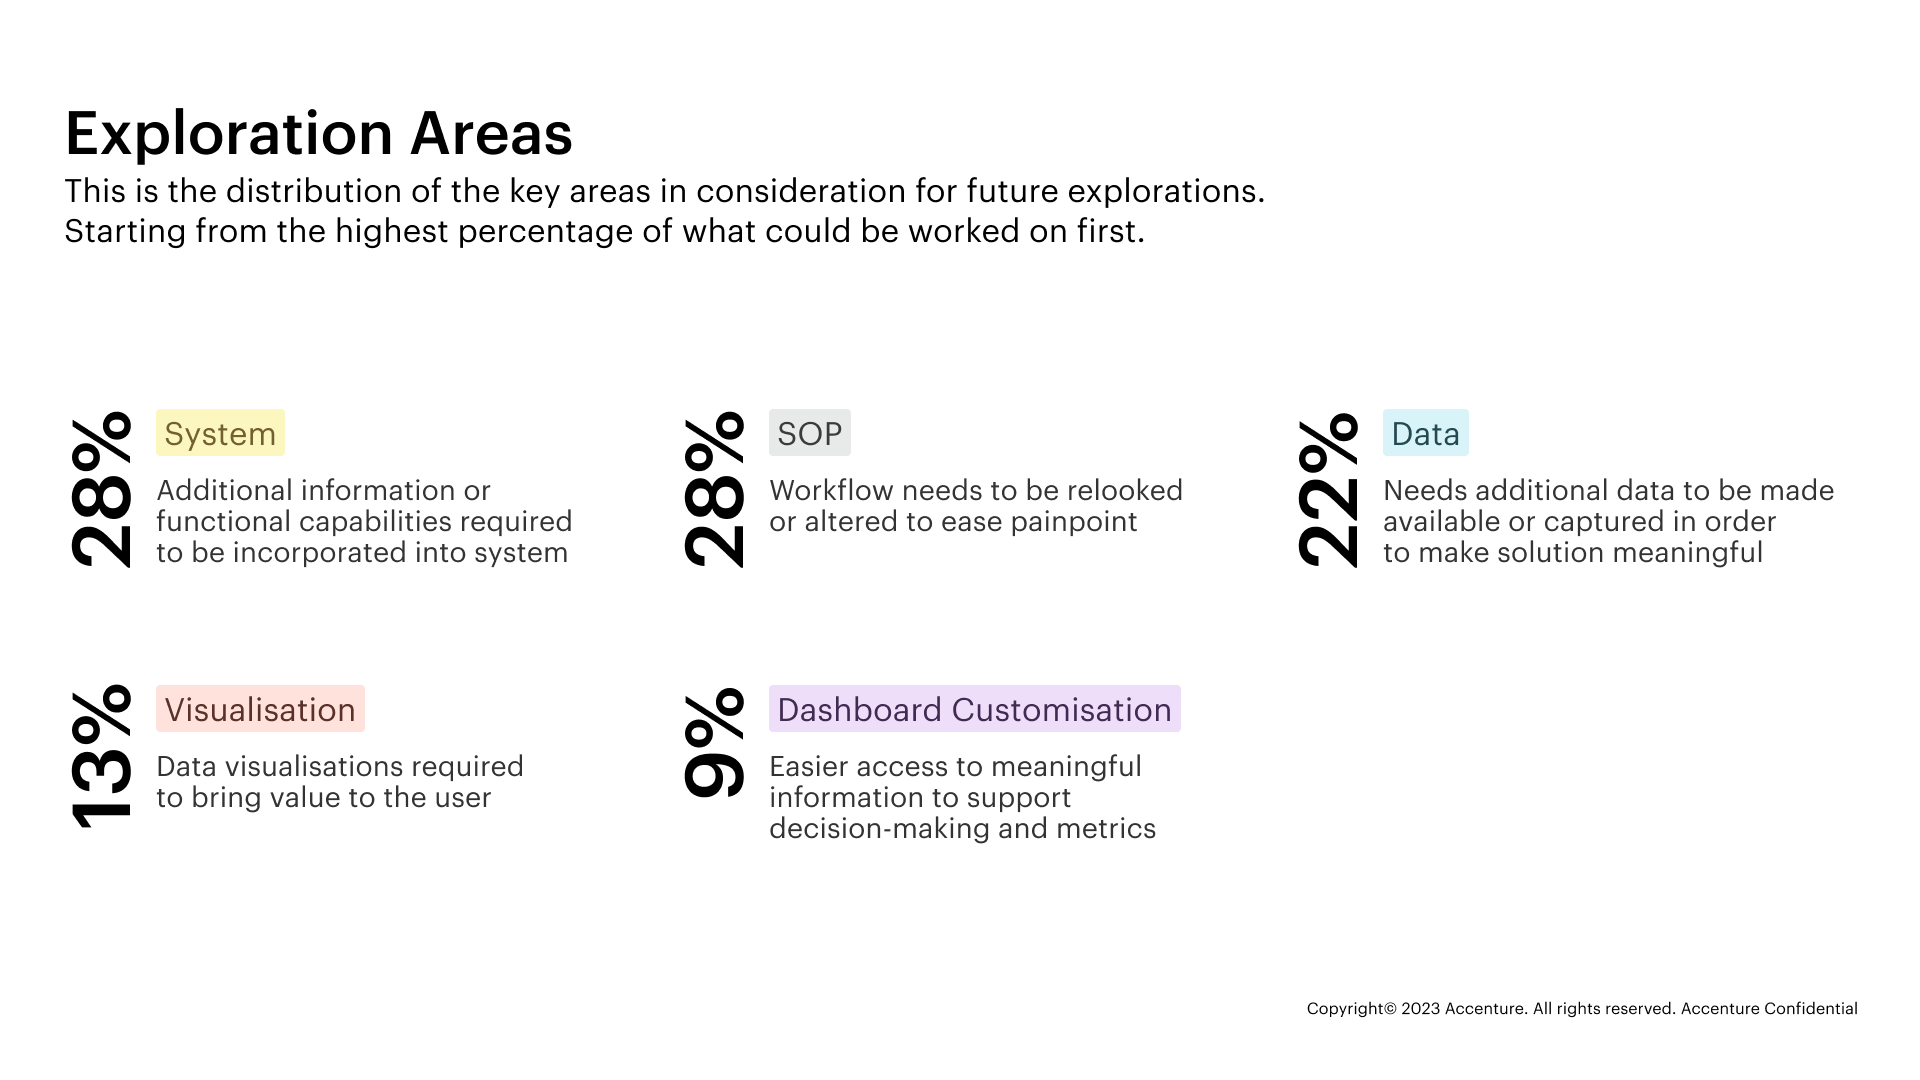 Exploration Areas
This is the distribution of the key areas in consideration for future explorations.
Starting from the highest percentage of what could be worked on first.
28%
System
Additional information or
functional capabilities required
to be incorporated into system
28%
SOP
Workflow needs to be relooked
or altered to ease painpoint
22%
Data
Needs additional data to be made
available or captured in order
to make solution meaningful
13%
Visualisation
Data visualisations required
to bring value to the user
9%
Dashboard Customisation
Easier access to meaningful
information to support
decision-making and metrics
Copyright© 2023 Accenture. All rights reserved. Accenture Confidential